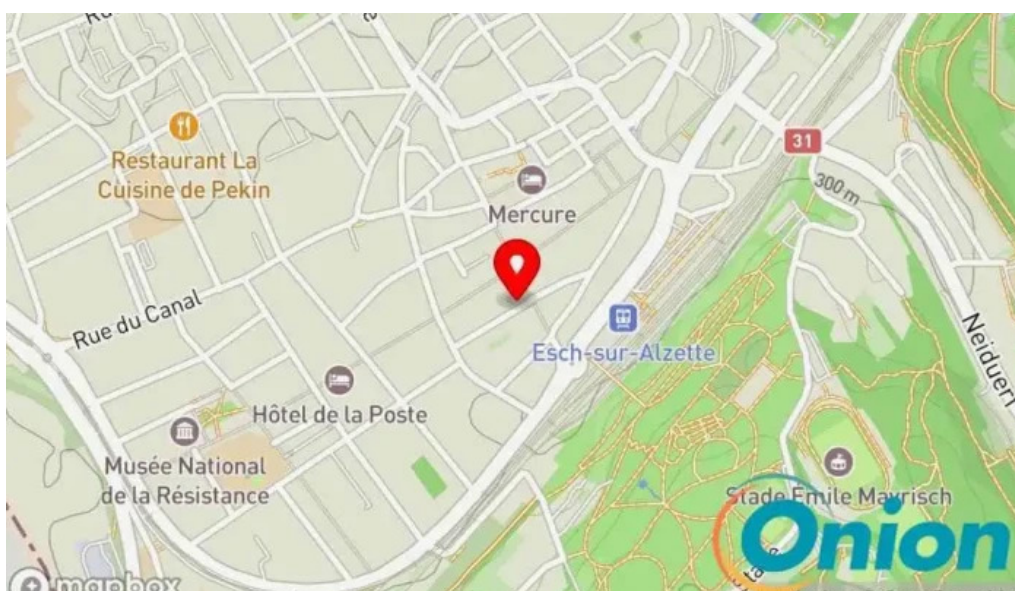 Restaurant La
Cuisine de Pekin
31
300 m
Mercure
Rue du Canal
Esch-sur-Alzette
Neiduerf
Hôtel de la Poste
Musée National
de la Résistance
Stade Emile Mayrisch
Onion
mapbox